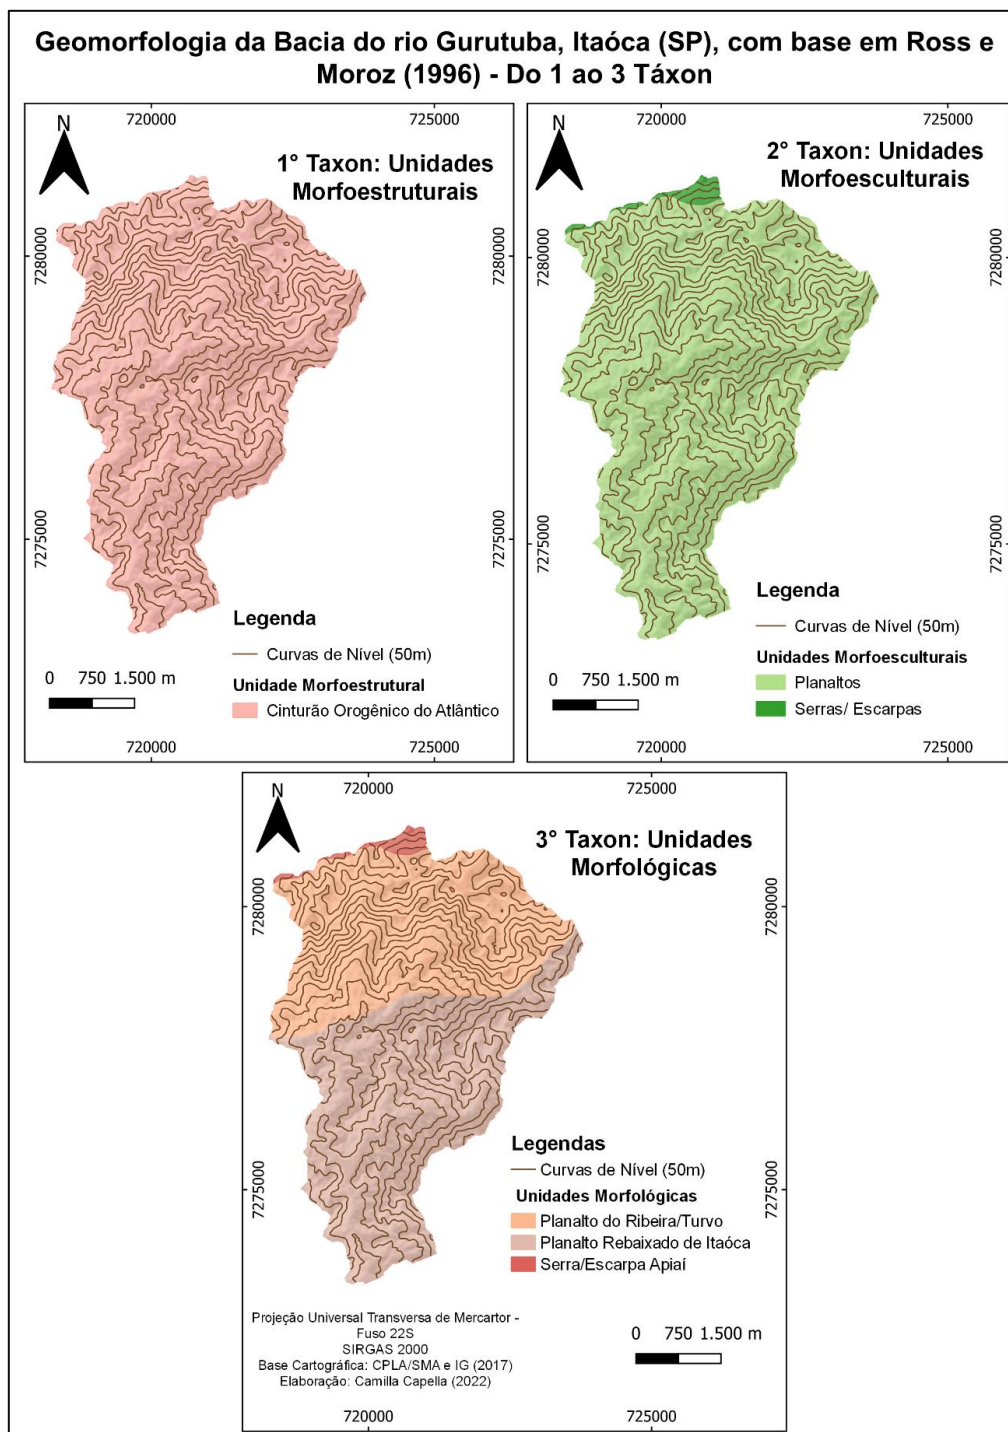 Geomorfologia da Bacia do rio Gurutuba, Itaóca (SP), com base em Ross e
Moroz (1996) - Do 1 ao 3 Táxon
720000
725000
N
1° Taxon: Unidades
Morfoestruturais
7280000
7280000
7275000
7275000
Legenda
Curvas de Nível (50m)
Unidade Morfoestrutural
Cinturão Orogênico do Atlântico
0 750 1.500 m
720000
725000
720000
725000
N
2° Taxon: Unidades
Morfoesculturais
7280000
7280000
7275000
7275000
Legenda
Curvas de Nível (50m)
Unidades Morfoesculturais
Planaltos
Serras/ Escarpas
0 750 1.500 m
720000
725000
720000
725000
N
3° Taxon: Unidades
Morfológicas
7280000
7280000
7275000
7275000
Legendas
Curvas de Nível (50m)
Unidades Morfológicas
Planalto do Ribeira/Turvo
Planalto Rebaixado de Itaóca
Serra/Escarpa Apiaí
Projeção Universal Transversa de Mercartor -
Fuso 22S
SIRGAS 2000
Base Cartográfica: CPLA/SMA e IG (2017)
Elaboração: Camilla Capella (2022)
0 750 1.500 m
720000
725000